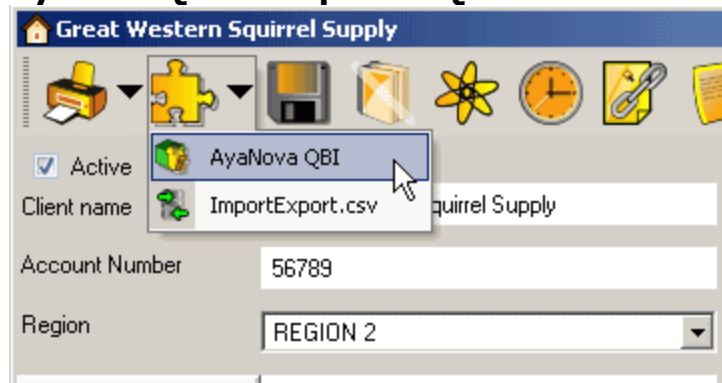 Great Western Squirrel Supply
Active
AyaNova QBI
Client name
ImportExport.csv
quirrel Supply
Account Number
56789
Region
REGION 2